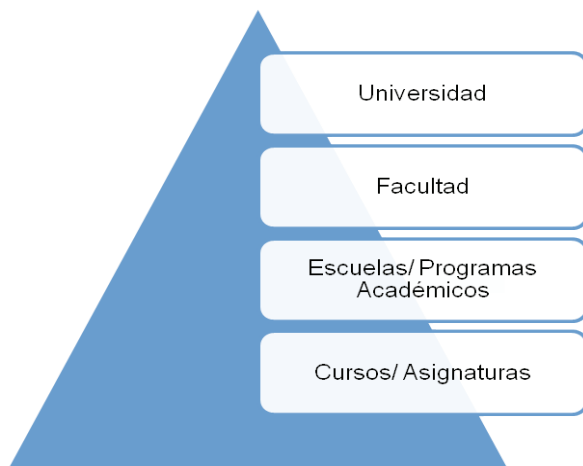 Universidad
Facultad
Escuelas/ Programas
Académicos
Cursos/ Asignaturas